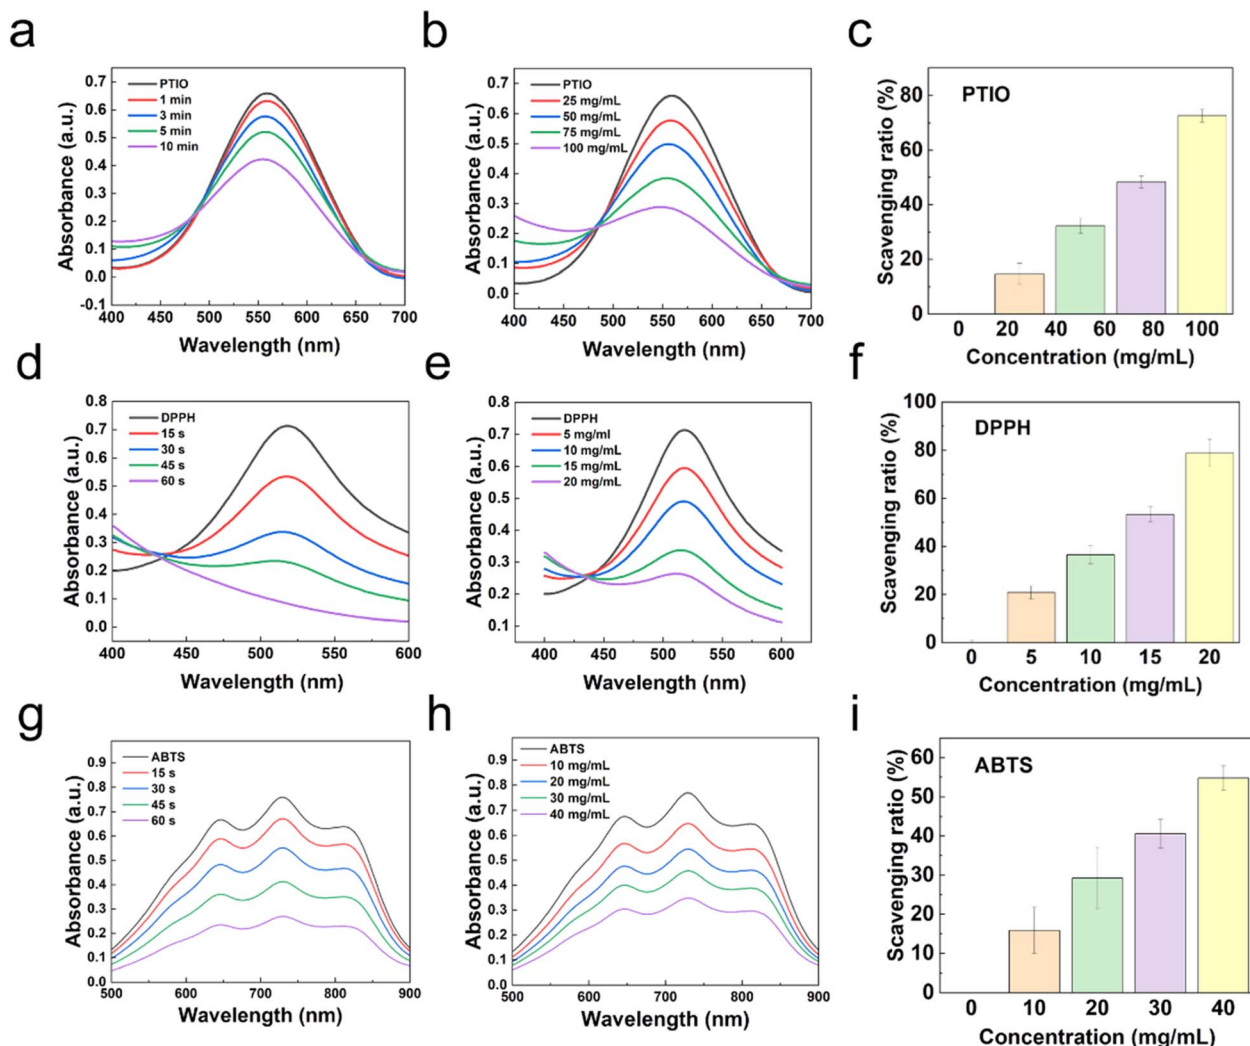 a
Absorbance (a.u.)
0.7
0.6
0.5
0.4
0.3
0.2
0.1
0.0
-0.1
PTIO
1 min
3 min
5 min
10 min
400 450 500 550 600 650 700
Wavelength (nm)
b
Absorbance (a.u.)
0.7
0.6
0.5
0.4
0.3
0.2
0.1
0.0
PTIO
25 mg/mL
50 mg/mL
75 mg/mL
100 mg/mL
400 450 500 550 600 650 700
Wavelength (nm)
c
Scavenging ratio (%)
80
60
40
20
0
PTIO
0 20 40 60 80 100
Concentration (mg/mL)
d
Absorbance (a.u.)
0.8
0.7
0.6
0.5
0.4
0.3
0.2
0.1
0.0
DPPH
15 s
30 s
45 s
60 s
400 450 500 550 600
Wavelength (nm)
e
Absorbance (a.u.)
0.8
0.7
0.6
0.5
0.4
0.3
0.2
0.1
DPPH
5 mg/ml
10 mg/mL
15 mg/mL
20 mg/mL
400 450 500 550 600
Wavelength (nm)
f
Scavenging ratio (%)
100
80
60
40
20
0
DPPH
0 5 10 15 20
Concentration (mg/mL)
g
Absorbance (a.u.)
0.9
0.8
0.7
0.6
0.5
0.4
0.3
0.2
0.1
0.0
ABTS
15 s
30 s
45 s
60 s
500 600 700 800 900
Wavelength (nm)
h
Absorbance (a.u.)
0.9
0.8
0.7
0.6
0.5
0.4
0.3
0.2
0.1
0.0
ABTS
10 mg/mL
20 mg/mL
30 mg/mL
40 mg/mL
500 600 700 800 900
Wavelength (nm)
i
Scavenging ratio (%)
60
50
40
30
20
10
0
ABTS
0 10 20 30 40
Concentration (mg/mL)